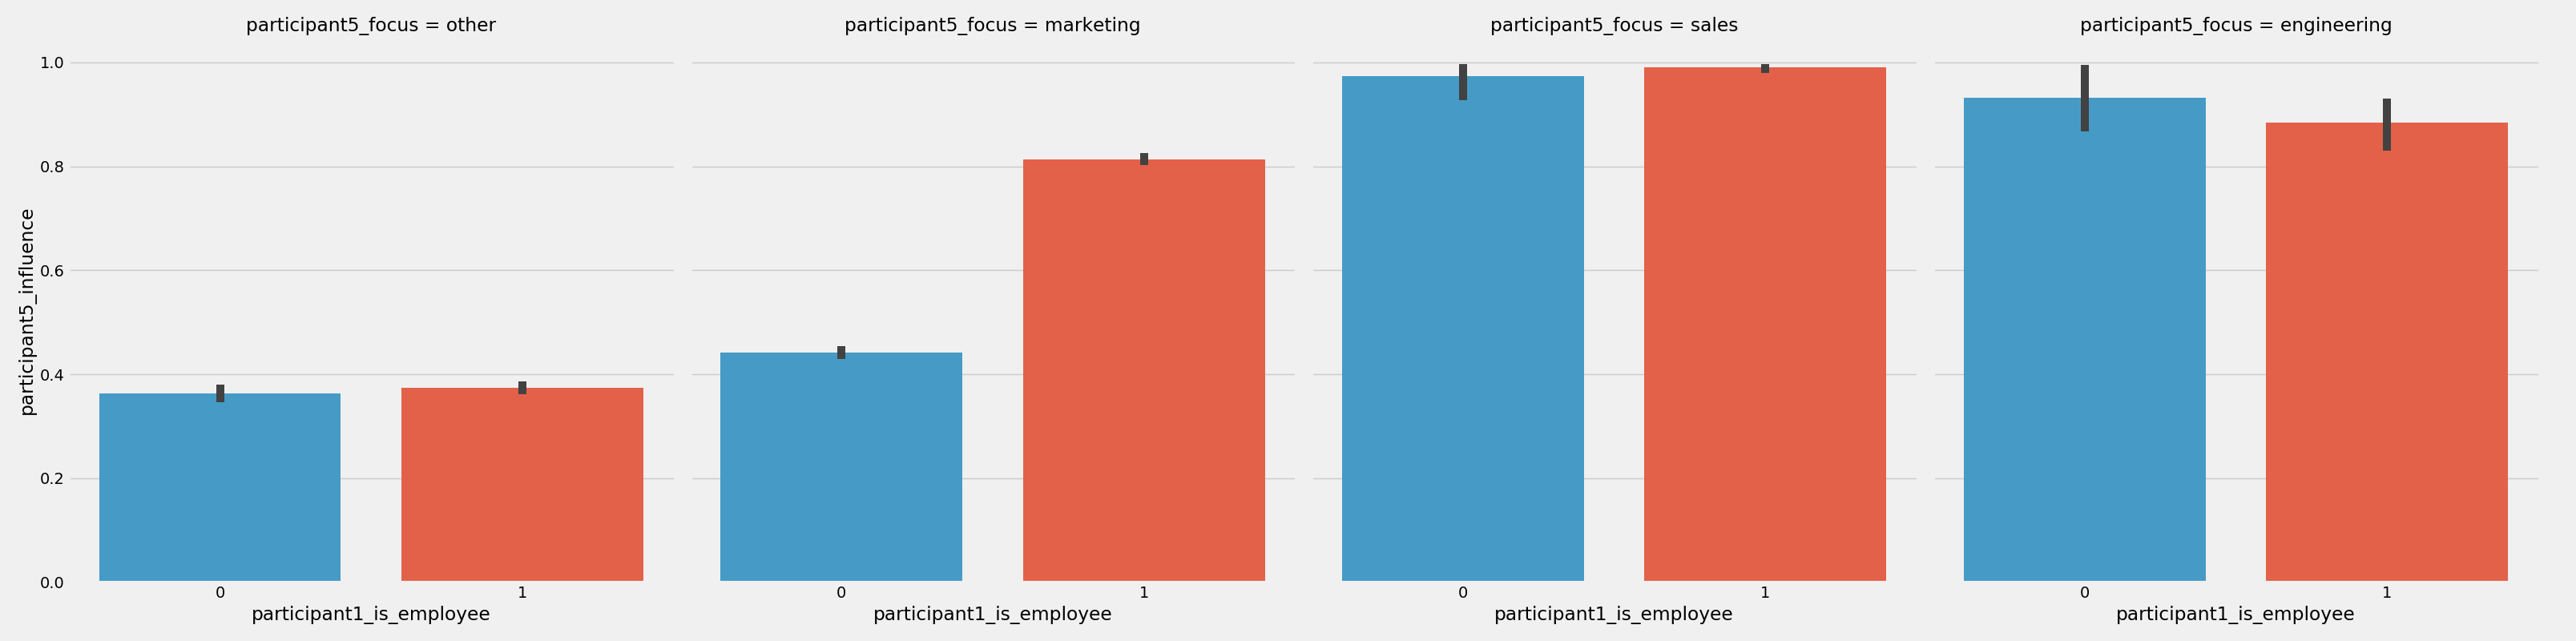 participant5_focus = other
participant5_focus = marketing
participant5_focus = sales
participant5_focus = engineering
participant5_influence
1.0
0.8
0.6
0.4
0.2
0.0
0 1
0 1
0 1
0 1
participant1_is_employee
participant1_is_employee
participant1_is_employee
participant1_is_employee